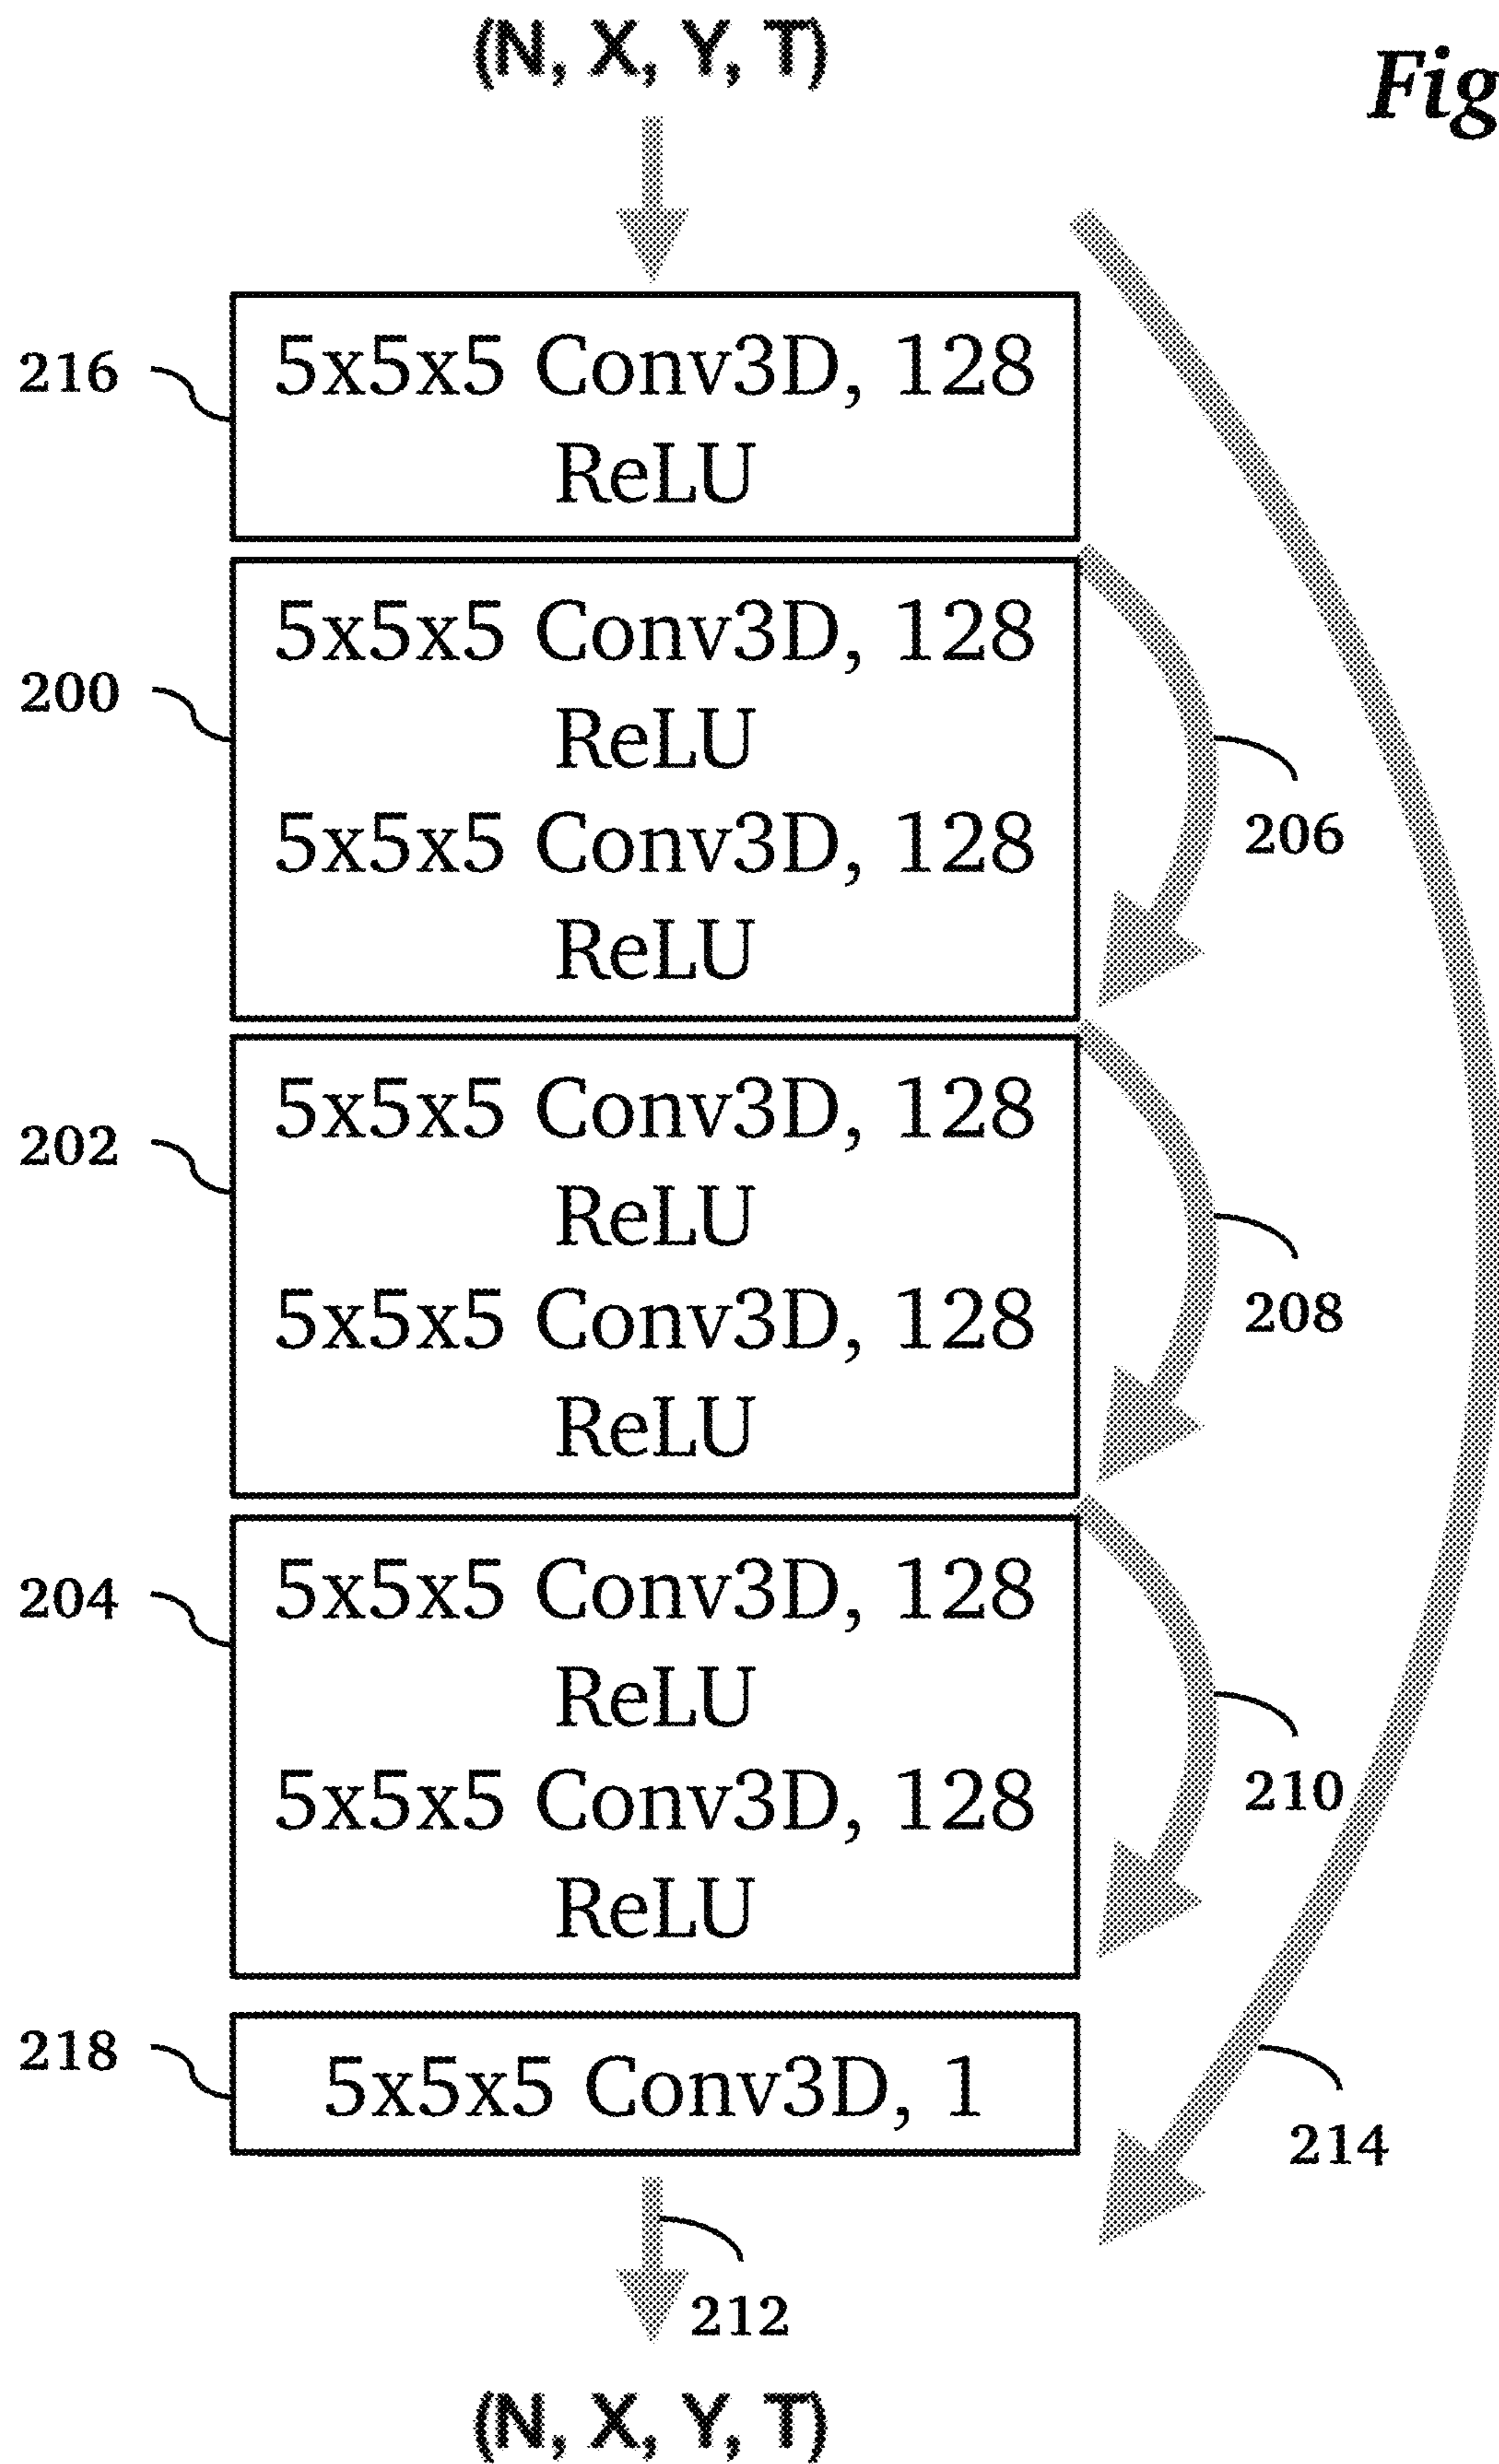 (N, X, Y, T)
Fig
216
5x5x5 Conv3D, 128
ReLU
200
5x5x5 Conv3D, 128
ReLU
5x5x5 Conv3D, 128
ReLU
206
202
5x5x5 Conv3D, 128
ReLU
5x5x5 Conv3D, 128
ReLU
208
204
5x5x5 Conv3D, 128
ReLU
5x5x5 Conv3D, 128
ReLU
210
218
5x5x5 Conv3D, 1
214
212
(N, X, Y, T)